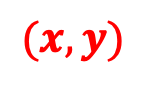 (x, y)